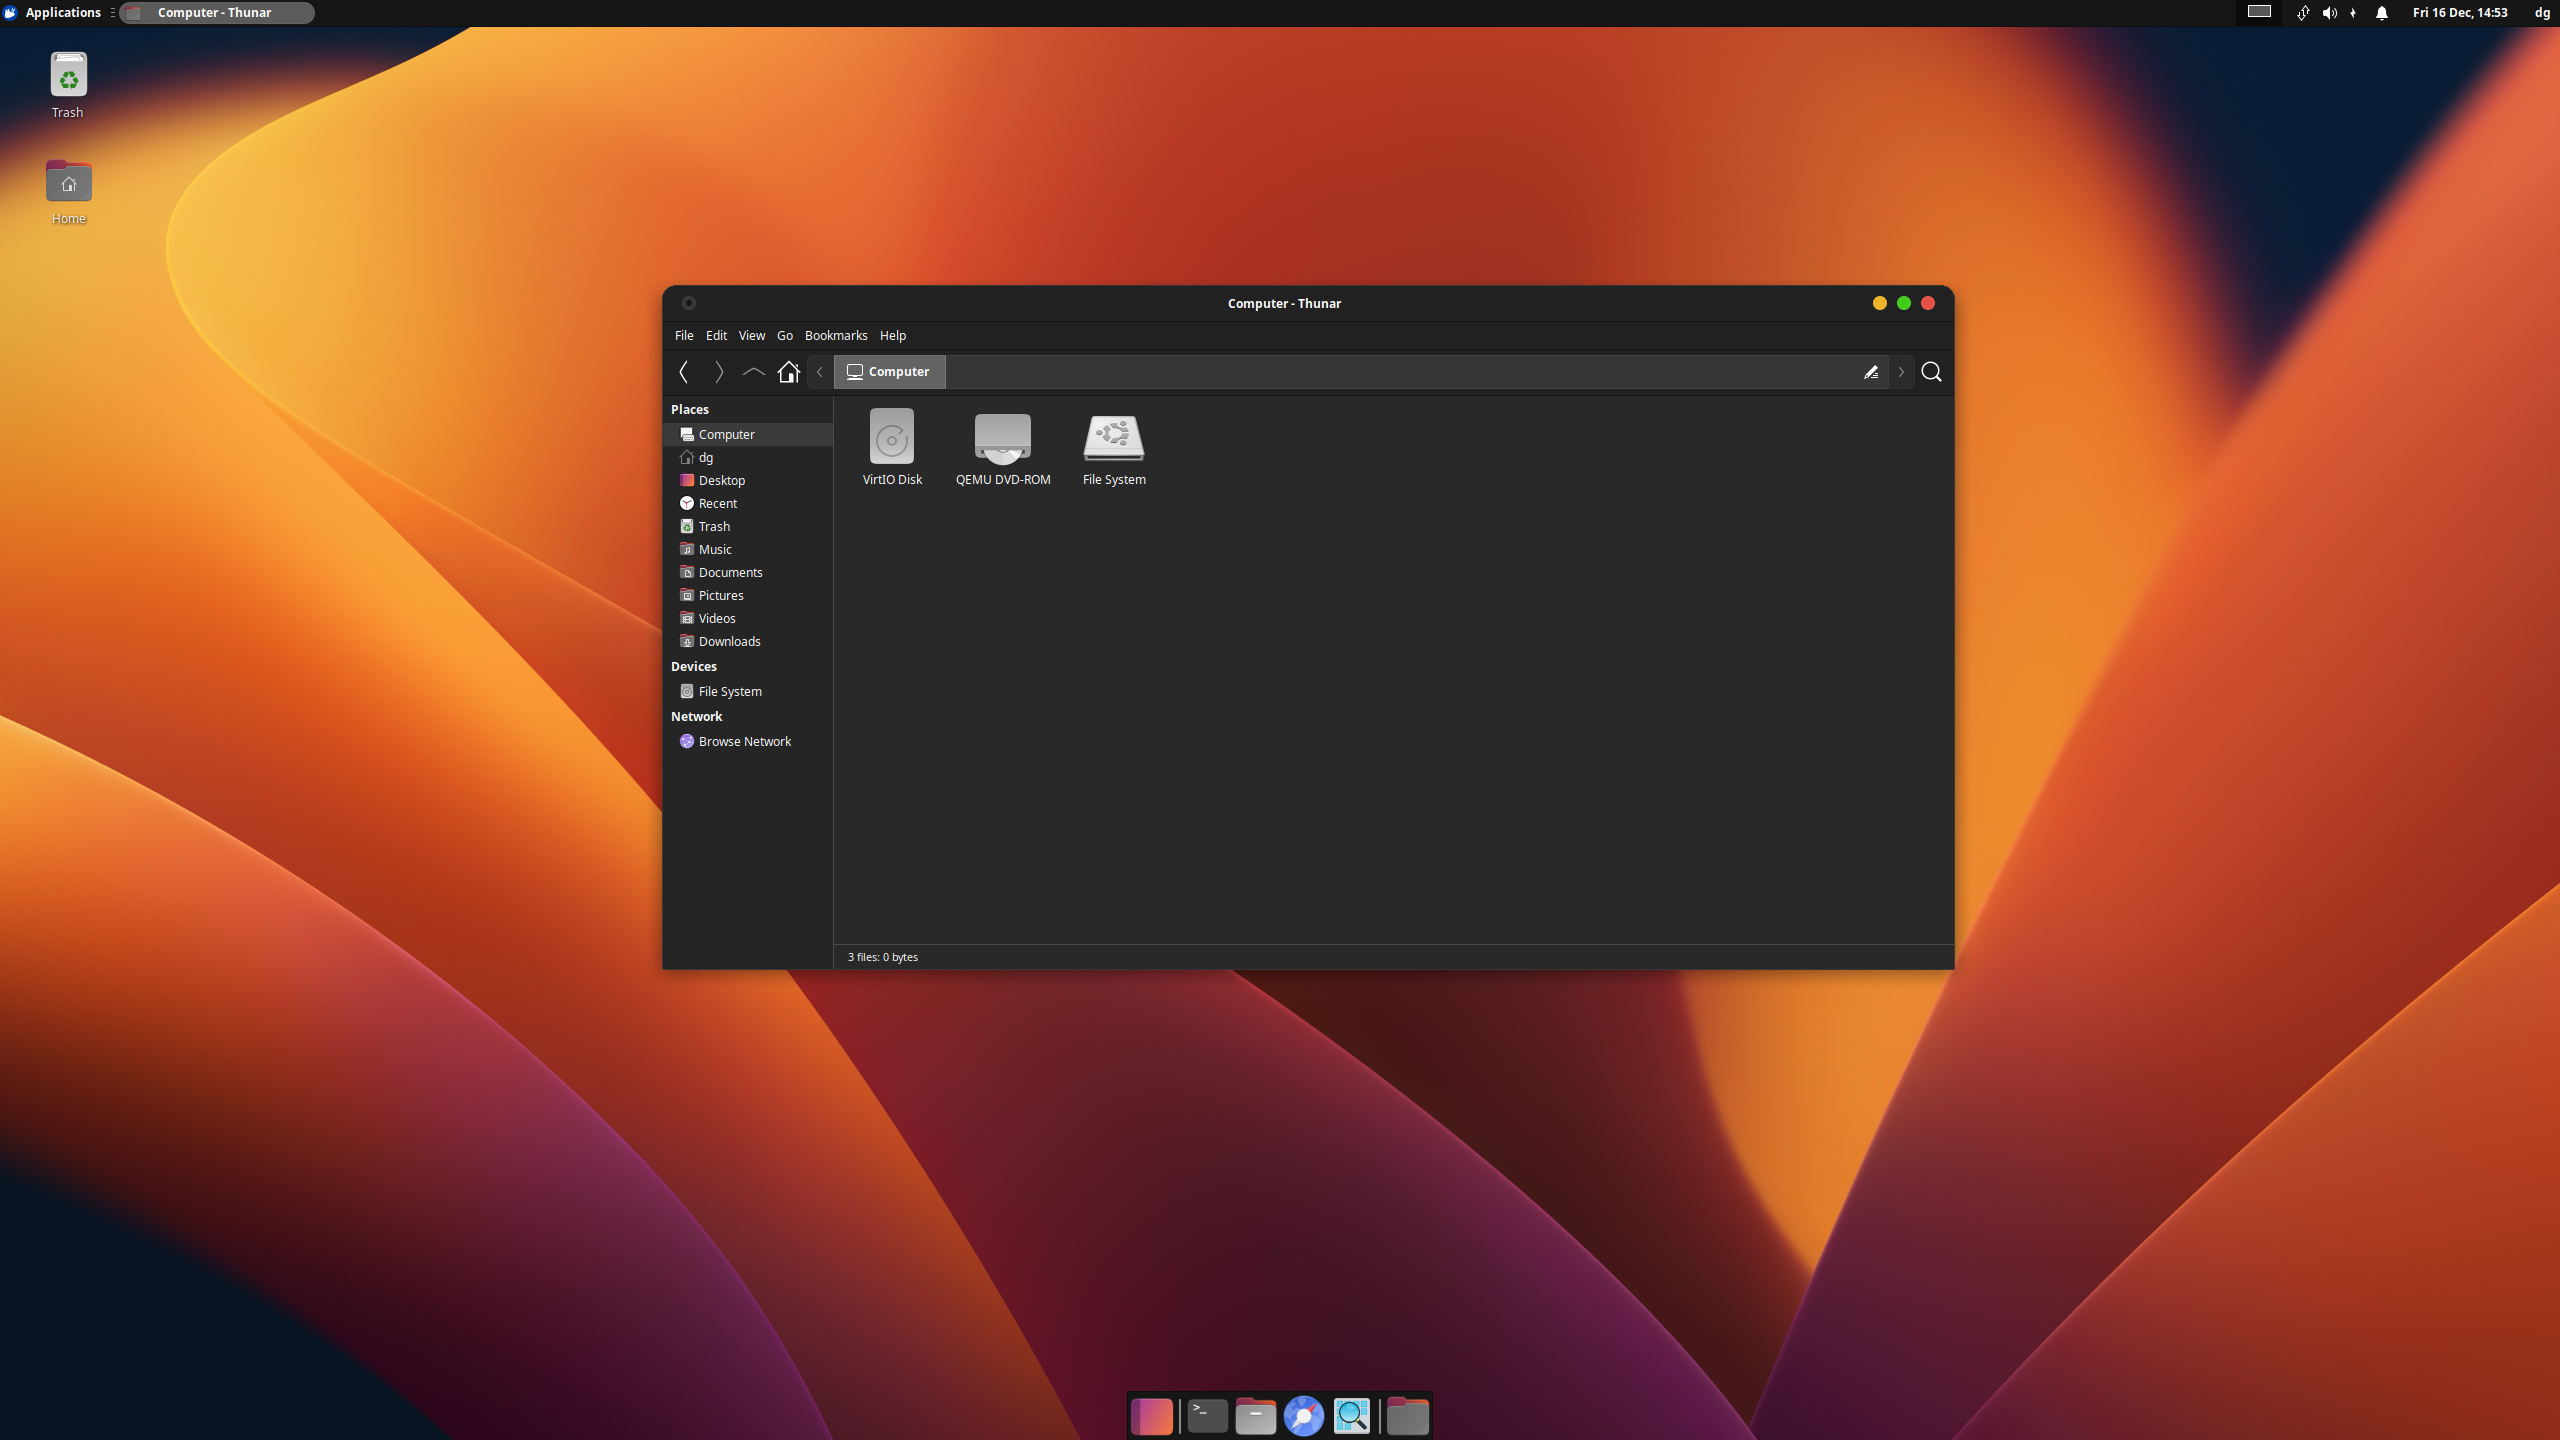 Applications
Computer - Thunar
Fri 16 Dec, 14:53
dg
Trash
Home
Computer - Thunar
File Edit View Go Bookmarks Help
Computer
Places
Computer
dg
Desktop
Recent
Trash
Music
Documents
Pictures
Videos
Downloads
Devices
File System
Network
Browse Network
VirtIO Disk
QEMU DVD-ROM
File System
3 files: 0 bytes
>_